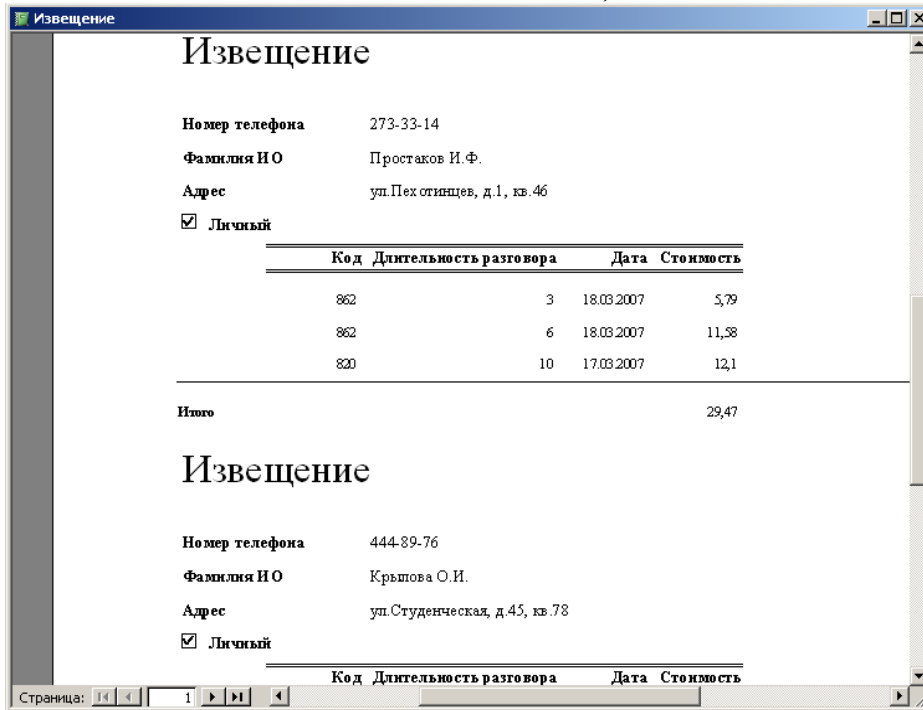 Извещение
Извещение
Номер телефона 273-33-14
Фамилия И О Простаков И.Ф.
Адрес ул.Пехотинцев, д.1, кв.46
Личный
Код Длительность разговора Дата Стоимость
862 3 18.03.2007 5,79
862 6 18.03.2007 11,58
820 10 17.03.2007 12,1
Итого 29,47
Извещение
Номер телефона 444-89-76
Фамилия И О Крылова О.И.
Адрес ул.Студенческая, д.45, кв.78
Личный
Код Длительность разговора Дата Стоимость
Страница: 1